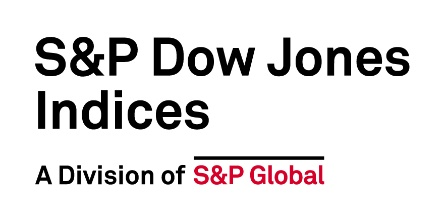 S&P Dow Jones
Indices
A Division of S&P Global